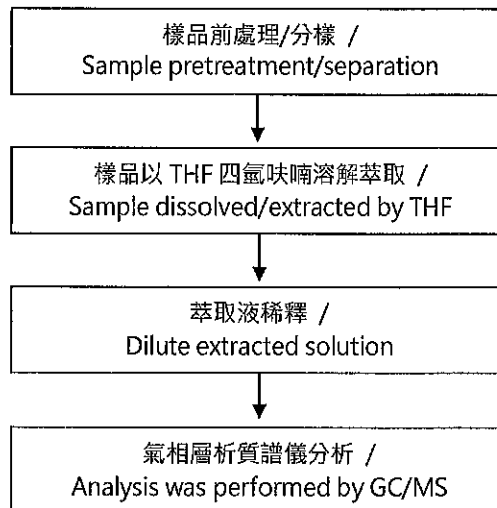 樣品前處理/分樣 /
Sample pretreatment/separation
樣品以 THF 四氫呋喃溶解萃取 /
Sample dissolved/extracted by THF
萃取液稀釋 /
Dilute extracted solution
氣相層析質譜儀分析 /
Analysis was performed by GC/MS